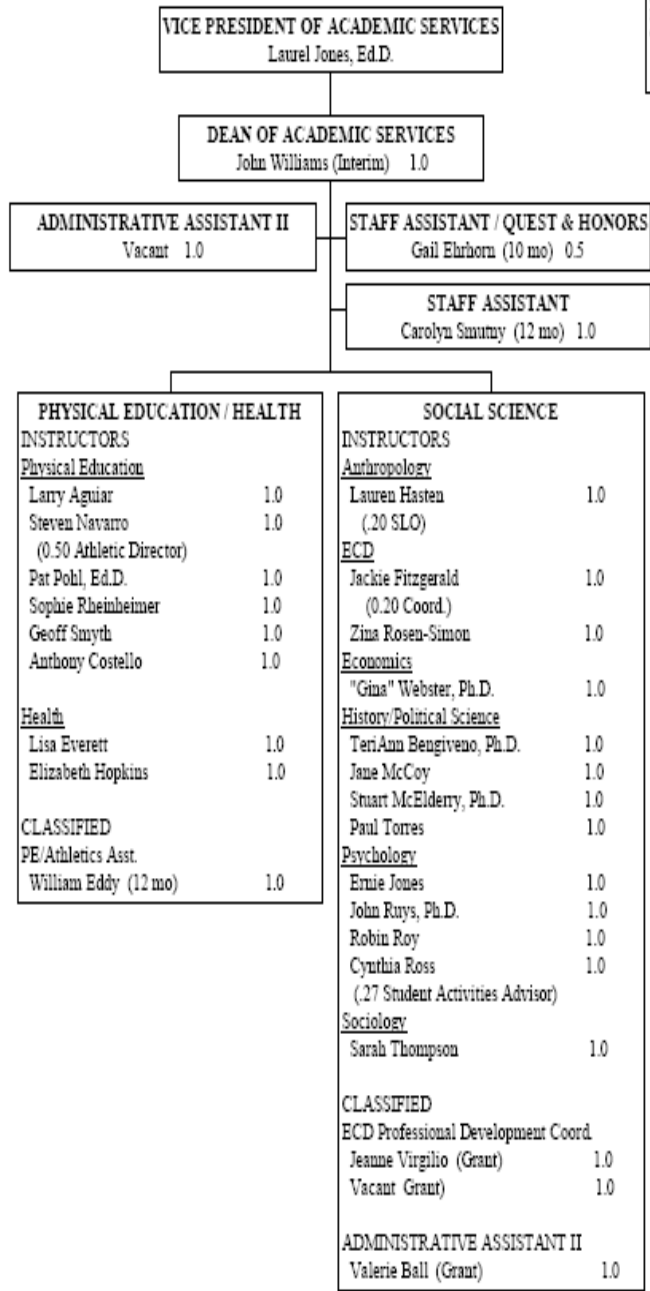 VICE PRESIDENT OF ACADEMIC SERVICES
Laurel Jones, Ed.D.
DEAN OF ACADEMIC SERVICES
John Williams (Interim) 1.0
ADMINISTRATIVE ASSISTANT II
Vacant 1.0
STAFF ASSISTANT / QUEST & HONORS
Gail Ehrhorn (10 mo) 0.5
STAFF ASSISTANT
Carolyn Smutny (12 mo) 1.0
PHYSICAL EDUCATION / HEALTH
INSTRUCTORS
Physical Education
Larry Aguiar 1.0
Steven Navarro 1.0
(0.50 Athletic Director)
Pat Pohl, Ed.D. 1.0
Sophie Rheinheimer 1.0
Geoff Smyth 1.0
Anthony Costello 1.0
Health
Lisa Everett 1.0
Elizabeth Hopkins 1.0
CLASSIFIED
PE/Athletics Asst.
William Eddy (12 mo) 1.0
SOCIAL SCIENCE
INSTRUCTORS
Anthropology
Lauren Hasten 1.0
(.20 SLO)
ECD
Jackie Fitzgerald 1.0
(0.20 Coord.)
Zina Rosen-Simon 1.0
Economics
"Gina" Webster, Ph.D. 1.0
History/Political Science
TeriAnn Bengiveno, Ph.D. 1.0
Jane McCoy 1.0
Stuart McElderry, Ph.D. 1.0
Paul Torres 1.0
Psychology
Ernie Jones 1.0
John Ruys, Ph.D. 1.0
Robin Roy 1.0
Cynthia Ross 1.0
(.27 Student Activities Advisor)
Sociology
Sarah Thompson 1.0
CLASSIFIED
ECD Professional Development Coord.
Jeanne Virgilio (Grant) 1.0
Vacant Grant) 1.0
ADMINISTRATIVE ASSISTANT II
Valerie Ball (Grant) 1.0